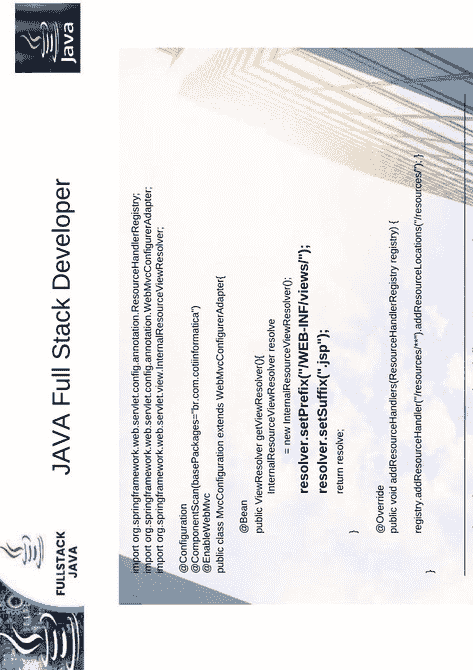 FULLSTACK
JAVA
JAVA Full Stack Developer
Java
import org.springframework.web.servlet.config.annotation.ResourceHandlerRegistry;
import org.springframework.web.servlet.config.annotation.WebMvcConfigurerAdapter;
import org.springframework.web.servlet.view.InternalResourceViewResolver;
@Configuration
@ComponentScan(basePackages="br.com.cotiinformatica")
@EnableWebMvc
public class MvcConfiguration extends WebMvcConfigurerAdapter{
@Bean
public ViewResolver getViewResolver(){
InternalResourceViewResolver resolve
= new InternalResourceViewResolver();
resolver.setPrefix("/WEB-INF/views/");
resolver.setSuffix(".jsp");
return resolve;
}
@Override
public void addResourceHandlers(ResourceHandlerRegistry registry) {
registry.addResourceHandler("/resources/**").addResourceLocations("/resources/"); }
}